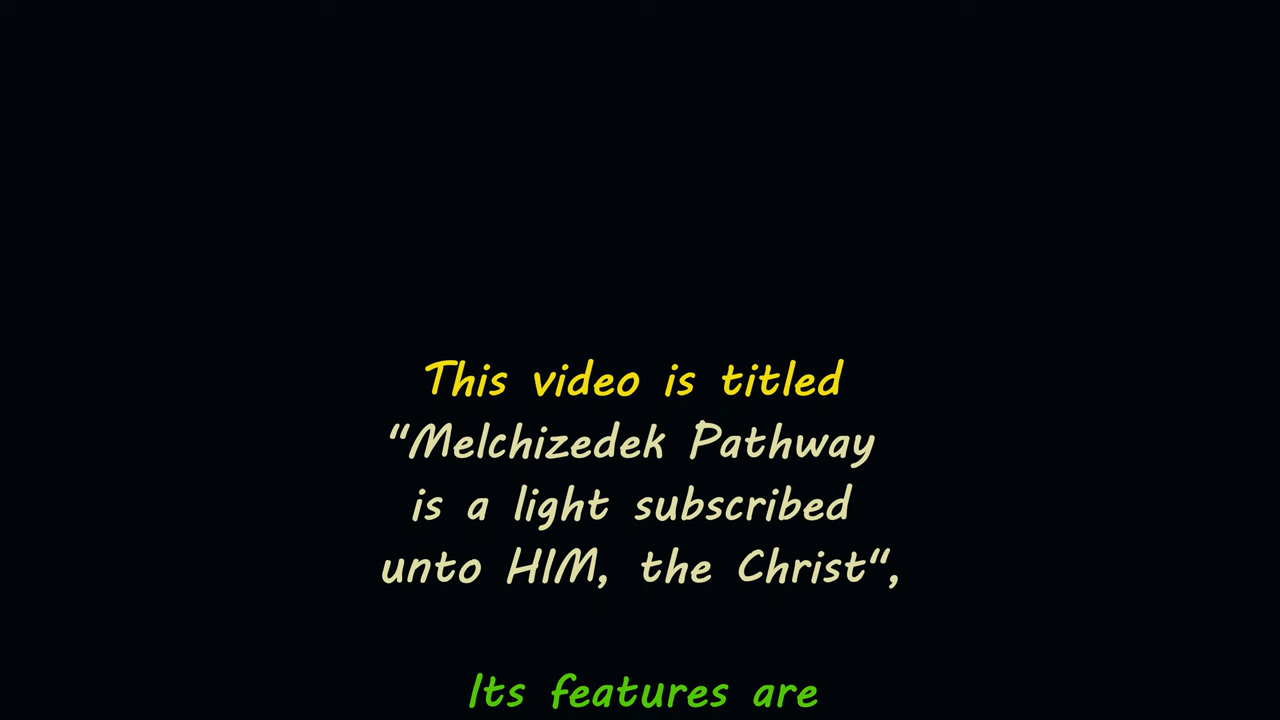 This video is titled
“Melchizedek Pathway
is a light subscribed
unto HIM, the Christ“,
Its features are